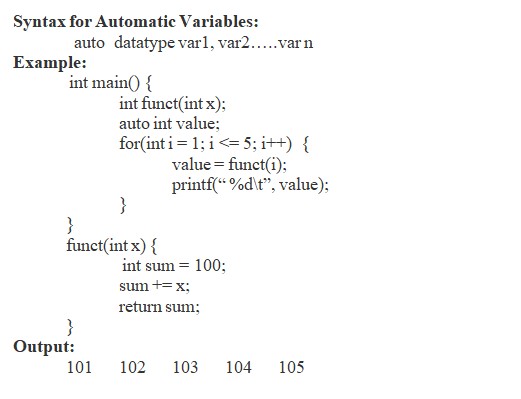 Syntax for Automatic Variables:
auto datatype var1, var2…..var n
Example:
int main() {
int funct(int x);
auto int value;
for(int i = 1; i <= 5; i++) {
value = funct(i);
printf(“ %d\t”, value);
}
}
funct(int x) {
int sum = 100;
sum += x;
return sum;
}
Output:
101 102 103 104 105